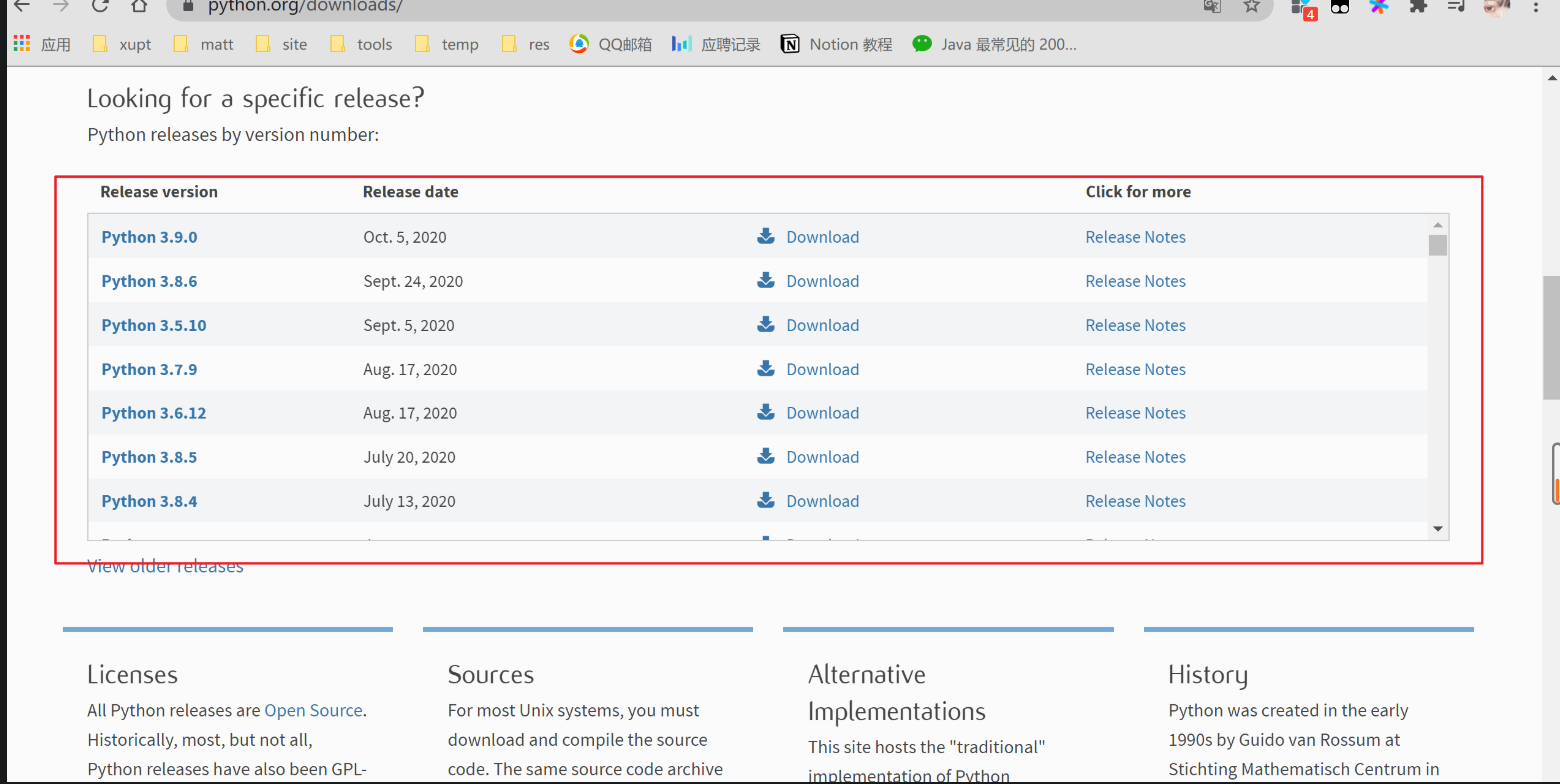 python.org/downloads/
4
应用 xupt matt site tools temp res QQ邮箱 应聘记录 Notion 教程 Java 最常见的 200...
Looking for a specific release?
Python releases by version number:
Release version Release date Click for more
Python 3.9.0 Oct. 5, 2020 Download Release Notes
Python 3.8.6 Sept. 24, 2020 Download Release Notes
Python 3.5.10 Sept. 5, 2020 Download Release Notes
Python 3.7.9 Aug. 17, 2020 Download Release Notes
Python 3.6.12 Aug. 17, 2020 Download Release Notes
Python 3.8.5 July 20, 2020 Download Release Notes
Python 3.8.4 July 13, 2020 Download Release Notes
View older releases
Licenses
All Python releases are Open Source.
Historically, most, but not all,
Python releases have also been GPL-
Sources
For most Unix systems, you must
download and compile the source
code. The same source code archive
Alternative
Implementations
This site hosts the "traditional"
implementation of Python
History
Python was created in the early
1990s by Guido van Rossum at
Stichting Mathematisch Centrum in